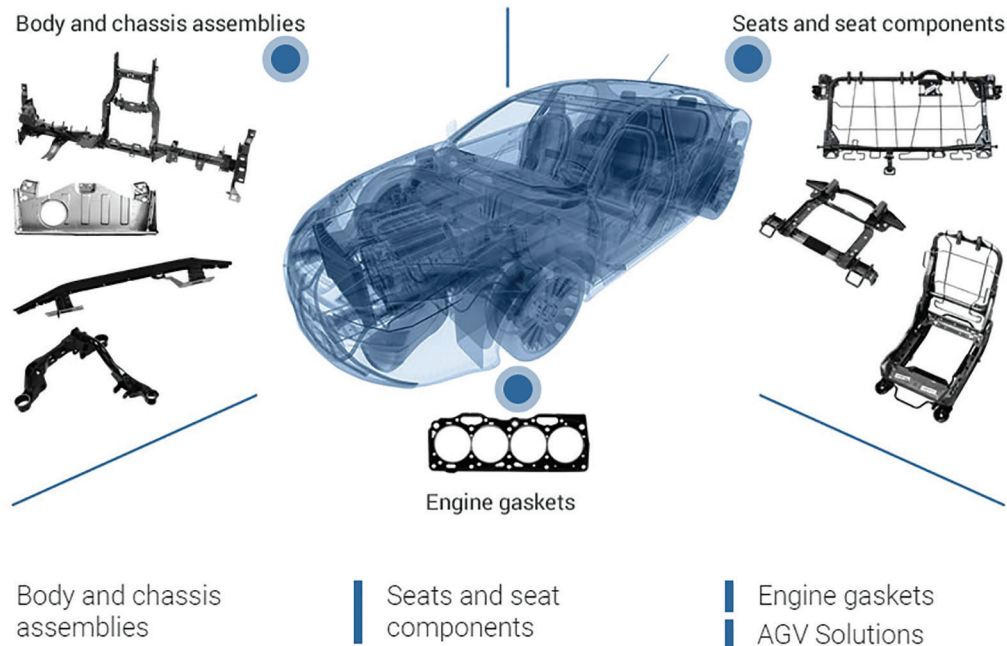 Body and chassis assemblies
Seats and seat components
Engine gaskets
Body and chassis
assemblies
Seats and seat
components
Engine gaskets
AGV Solutions